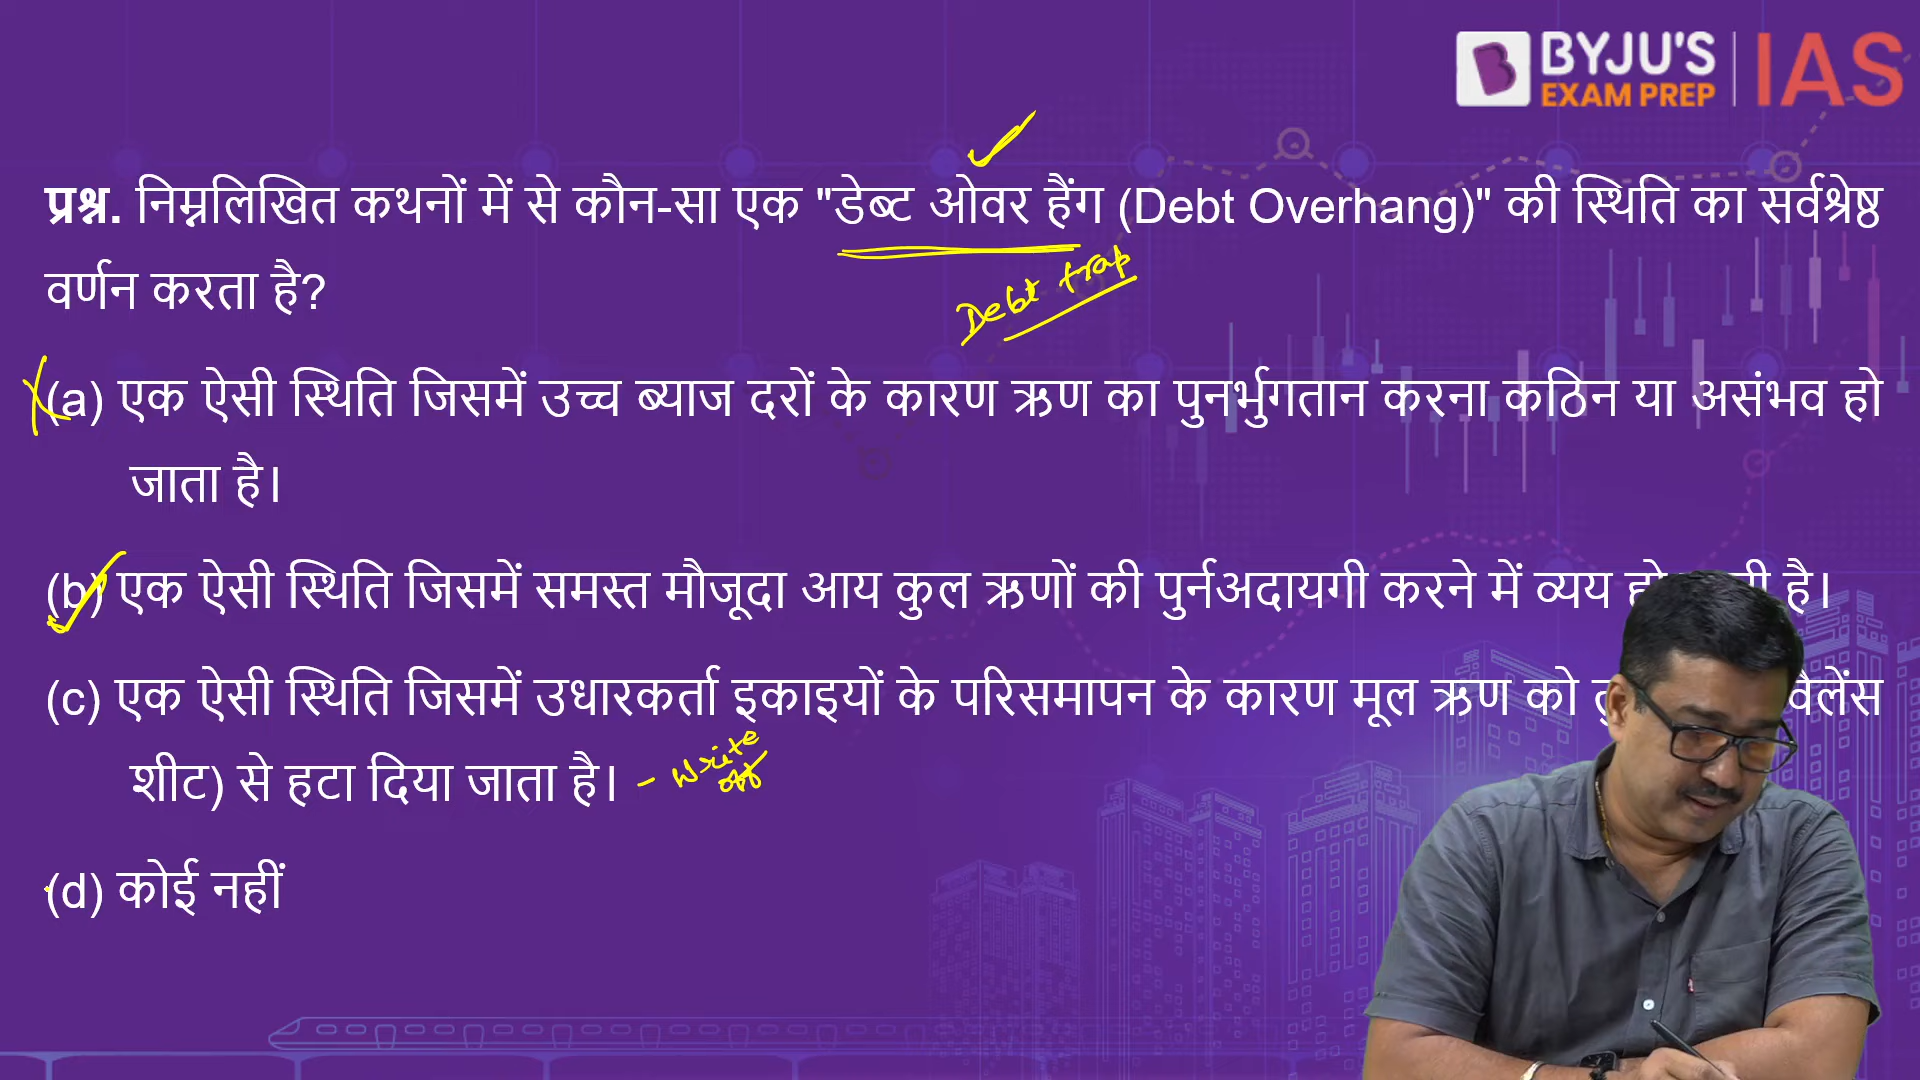 BYJU'S
EXAM PREP
IAS
प्रश्न. निम्नलिखित कथनों में से कौन-सा एक "डेब्ट ओवर हैंग (Debt Overhang)" की स्थिति का सर्वश्रेष्ठ
वर्णन करता है?
Debt trap
(a) एक ऐसी स्थिति जिसमें उच्च ब्याज दरों के कारण ऋण का पुनर्भुगतान करना कठिन या असंभव हो
जाता है।
(b) एक ऐसी स्थिति जिसमें समस्त मौजूदा आय कुल ऋणों की पुर्नअदायगी करने में व्यय है।
(c) एक ऐसी स्थिति जिसमें उधारकर्ता इकाइयों के परिसमापन के कारण मूल ऋण को
शीट) से हटा दिया जाता है। - write
off
(d) कोई नहीं